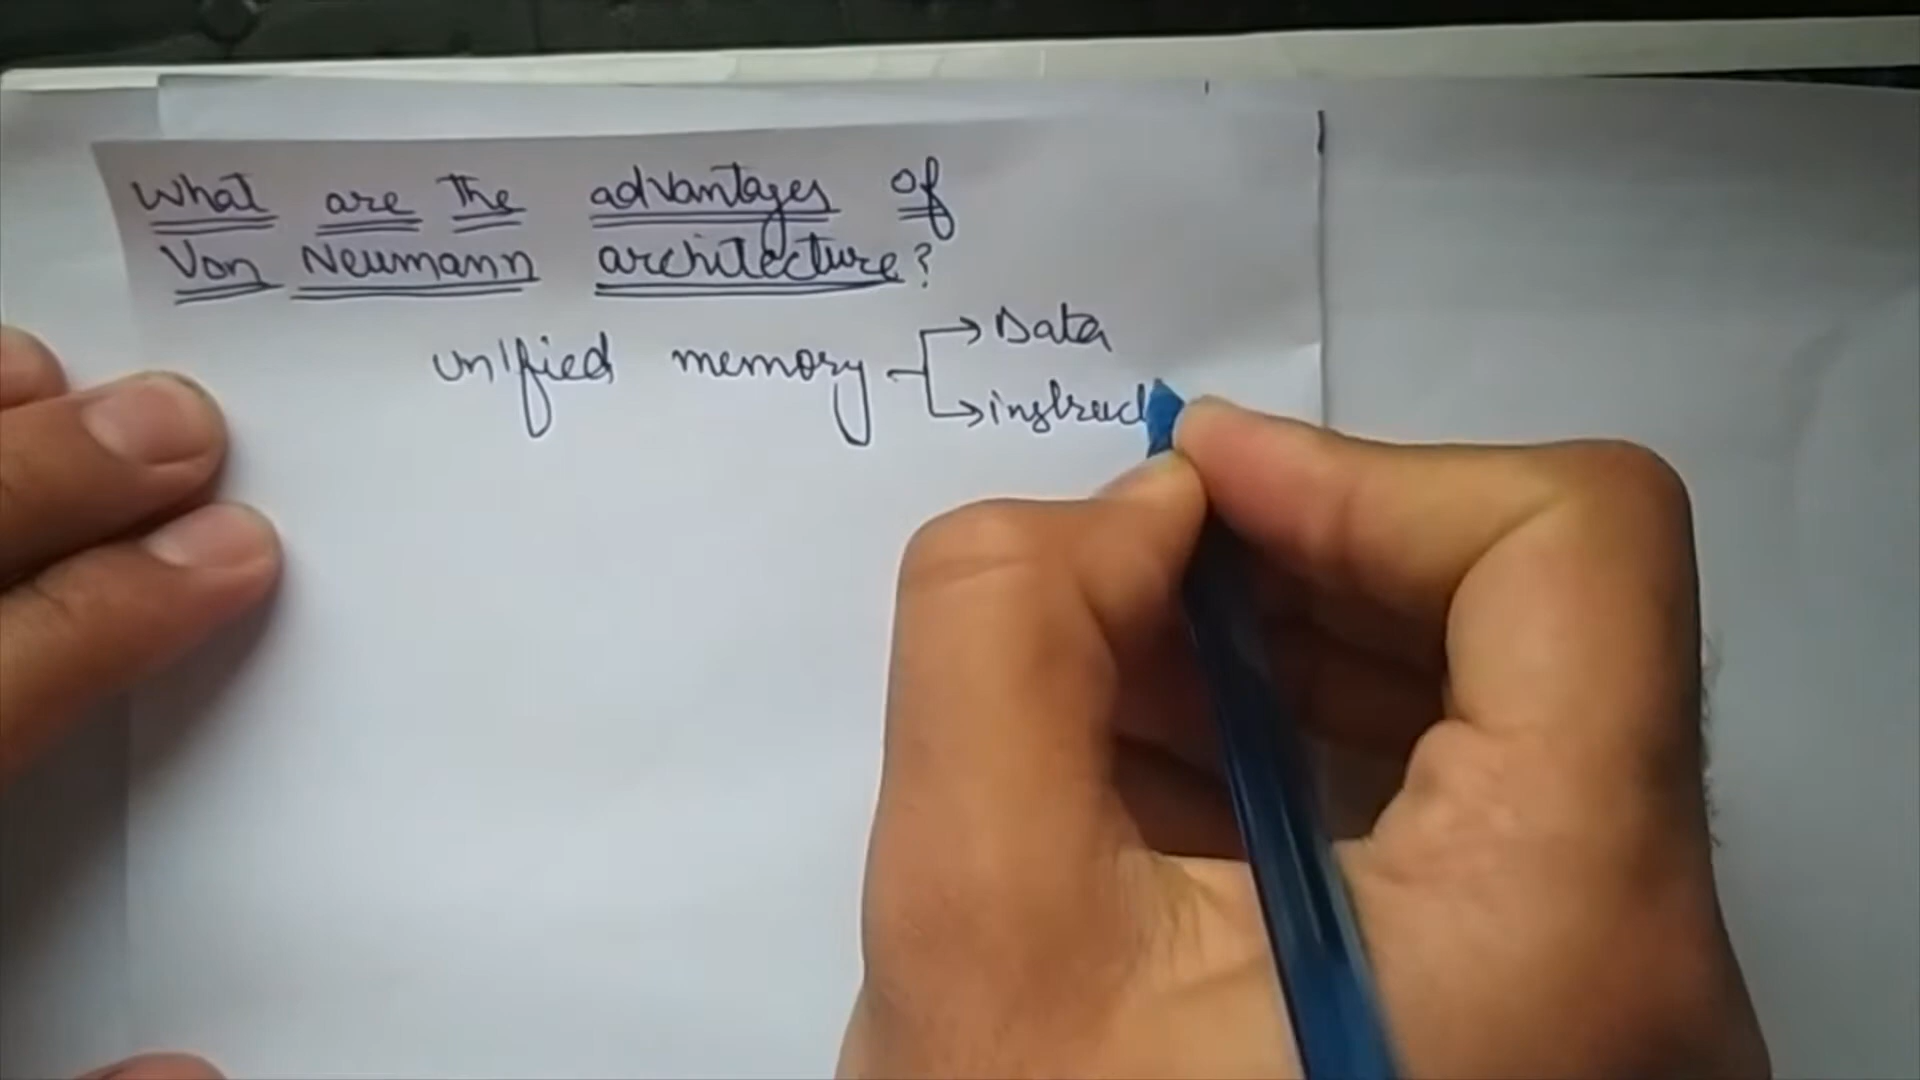 What are The advantages of
Von Neumann architecture?
unified memory
Data
instruct